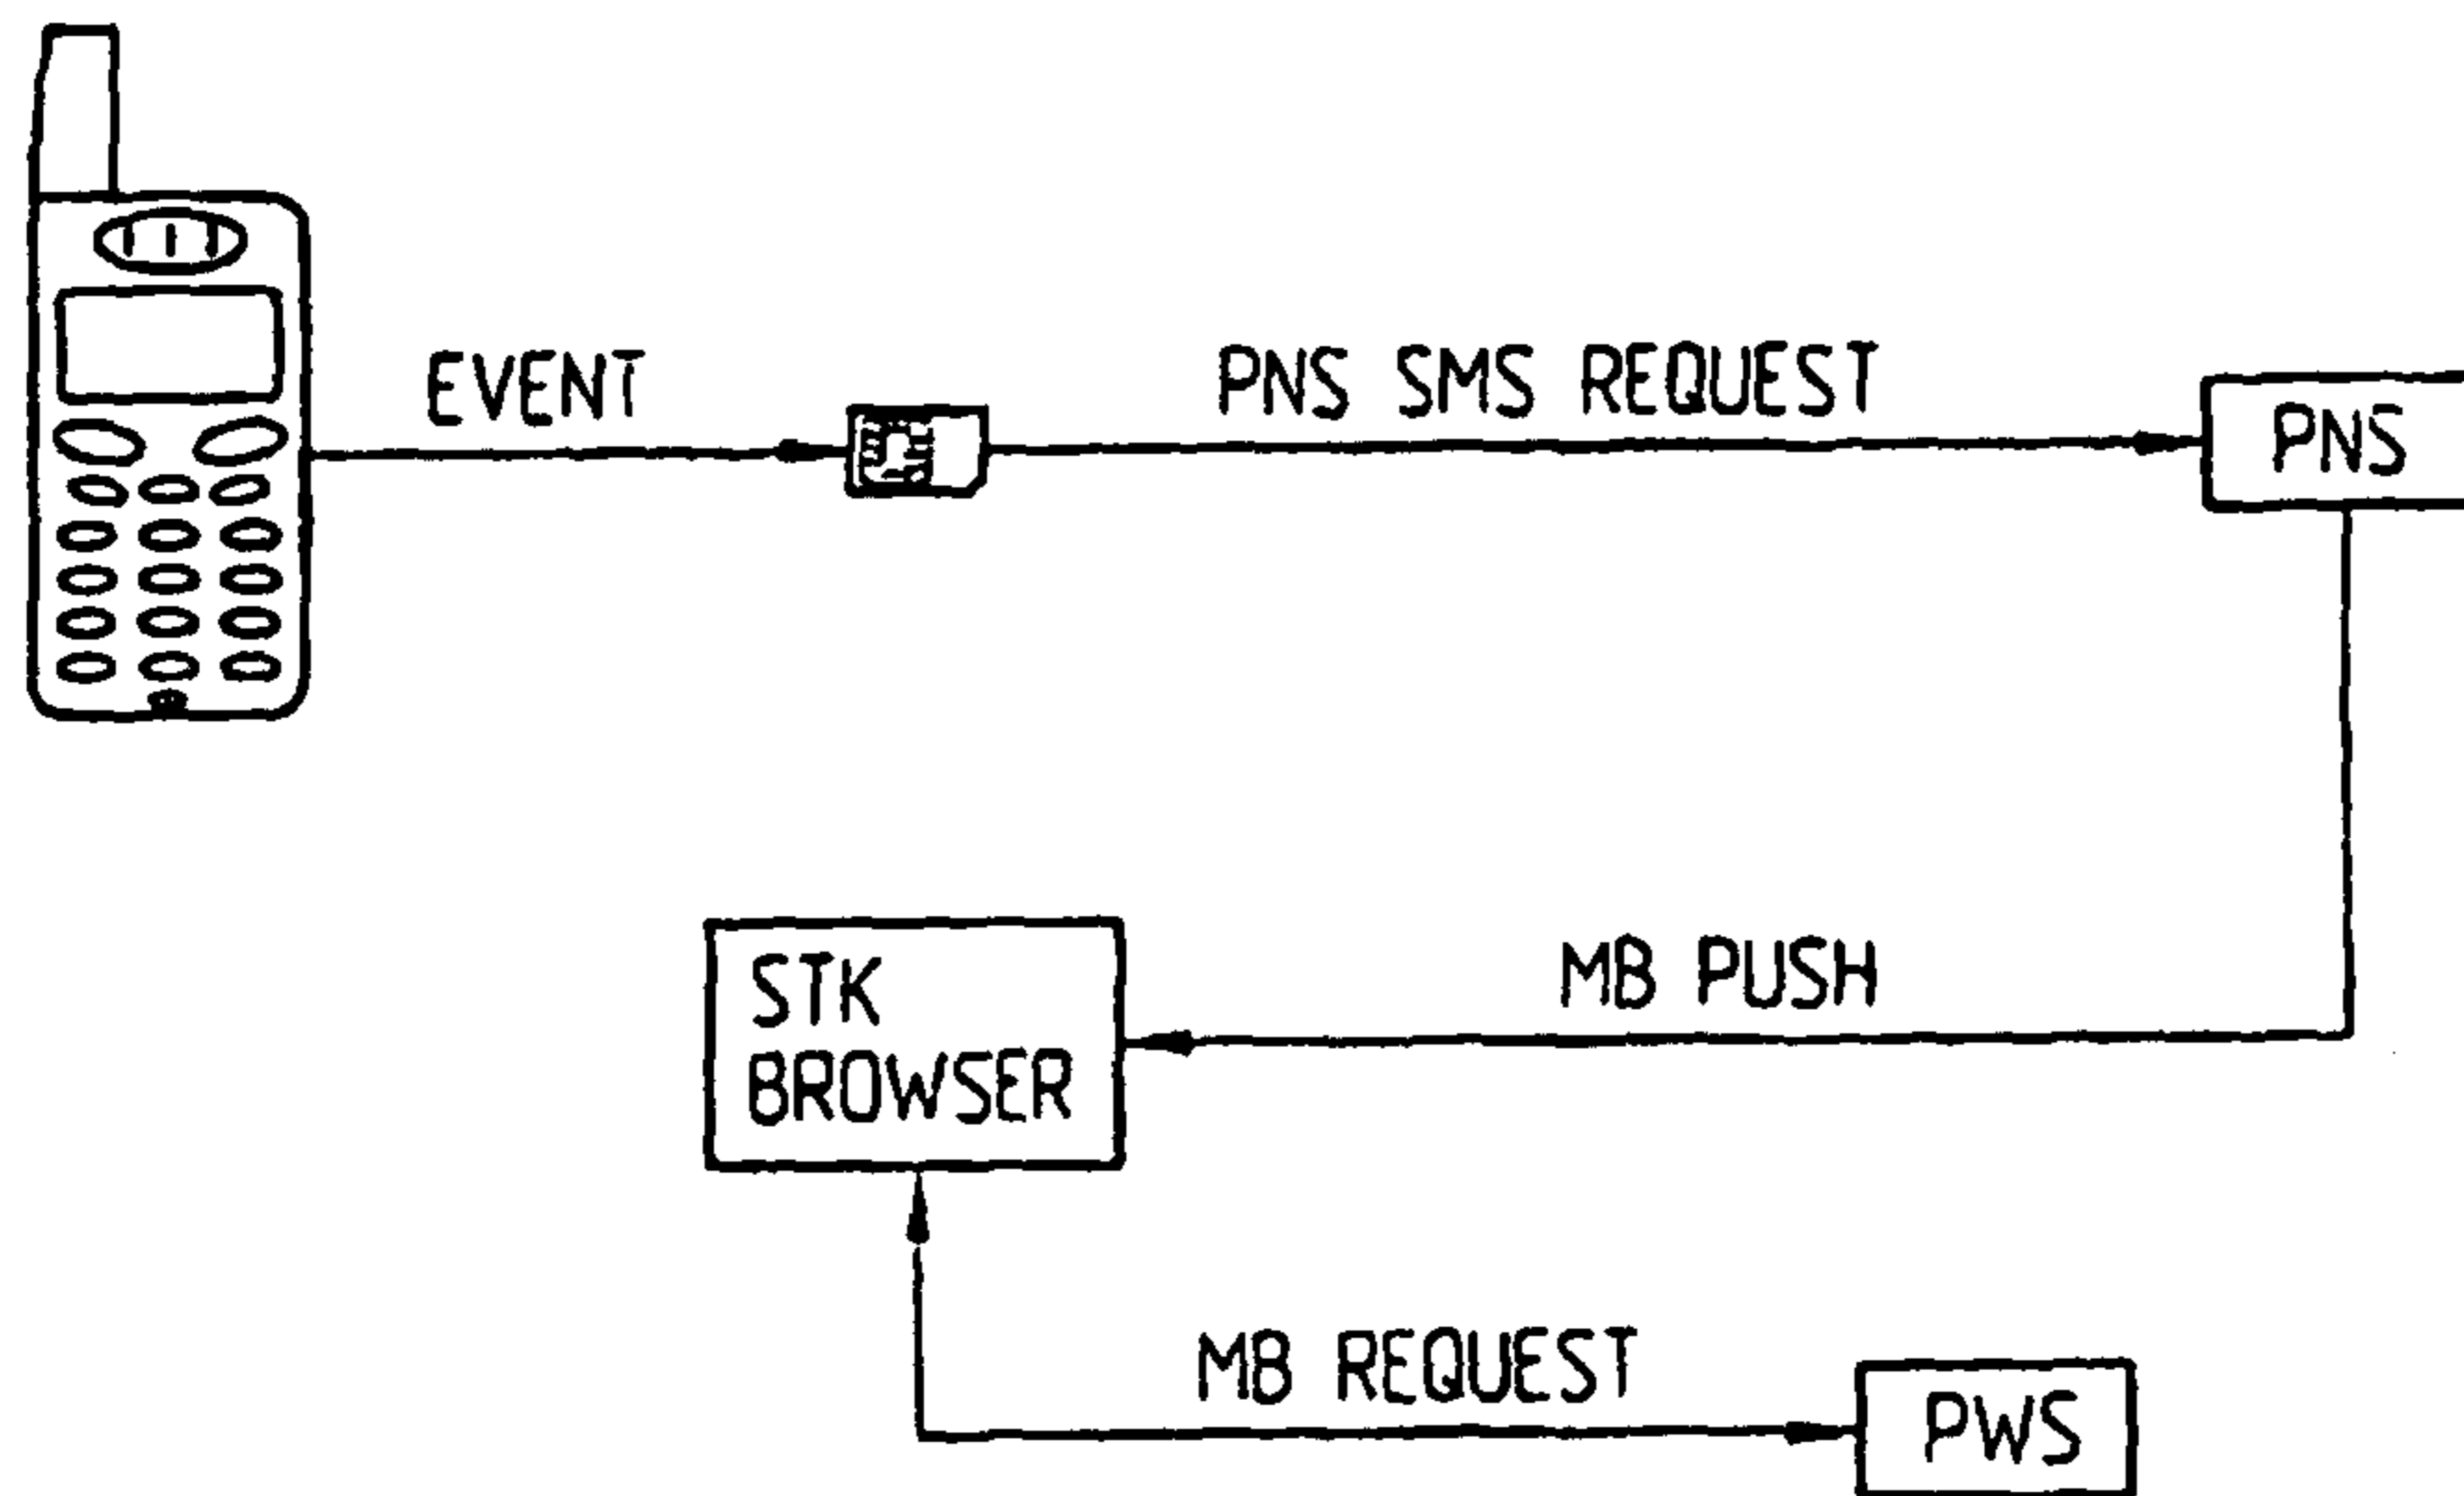 EVENT
PNS SMS REQUEST
PNS
STK
BROWSER
MB PUSH
MB REQUEST
PWS